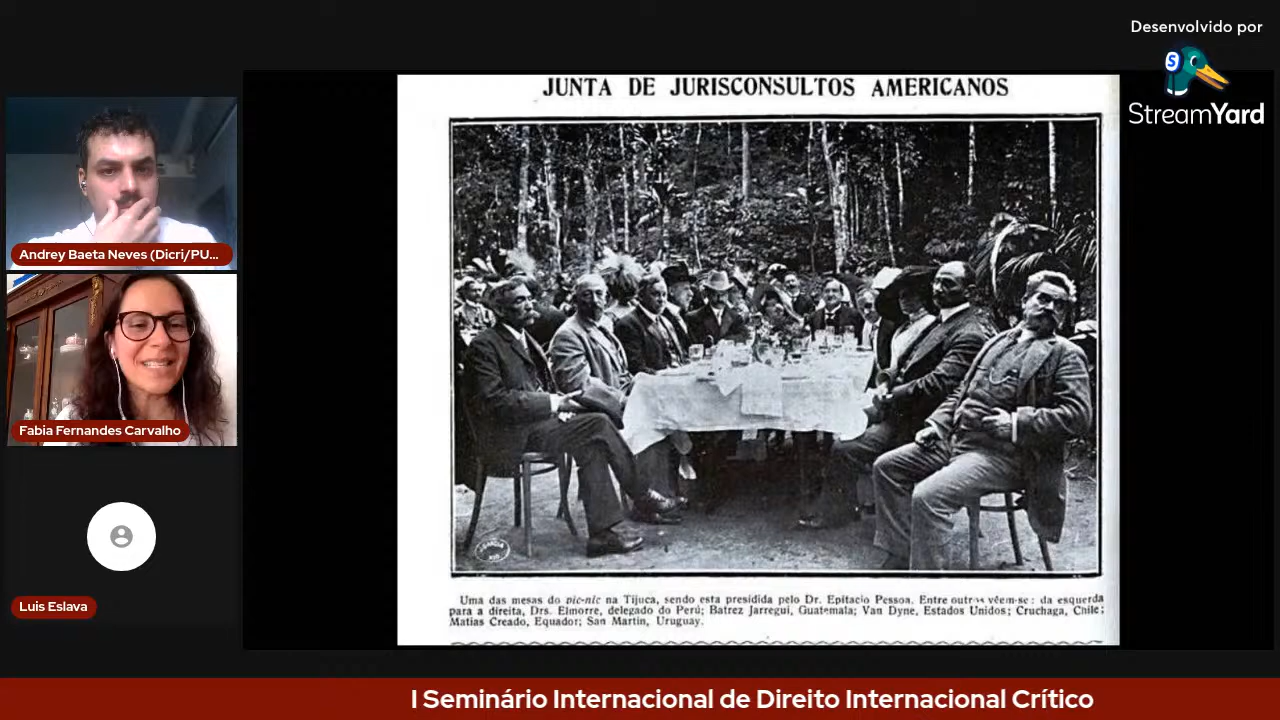 Desenvolvido por
StreamYard
JUNTA DE JURISCONSULTOS AMERICANOS
Andrey Baeta Neves (Dicri/PU...
Fabia Fernandes Carvalho
Luis Eslava
Uma das mesas do pic-nic na Tijuca, sendo esta presidida pelo Dr. Epitacio Pessoa. Entre outros vêem-se: da esquerda
para a direita, Drs. Elmorre, delegado do Perú; Batrez Jarregui, Guatemala; Van Dyne, Estados Unidos; Cruchaga, Chile;
Matias Creado, Equador; San Martin, Uruguay.
I Seminário Internacional de Direito Internacional Crítico